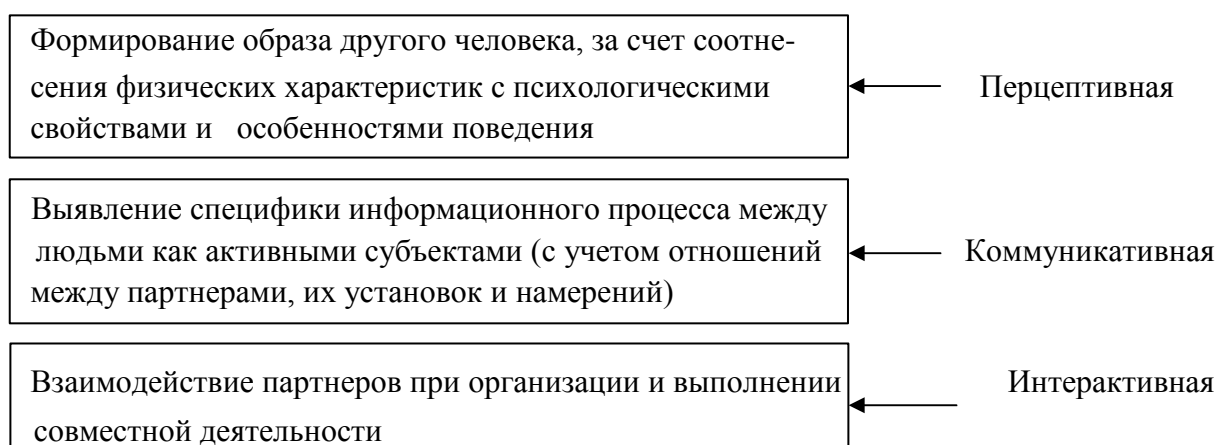 Формирование образа другого человека, за счет соотне-
сения физических характеристик с психологическими
свойствами и особенностями поведения
Перцептивная
Выявление специфики информационного процесса между
людьми как активными субъектами (с учетом отношений
между партнерами, их установок и намерений)
Коммуникативная
Взаимодействие партнеров при организации и выполнении
совместной деятельности
Интерактивная